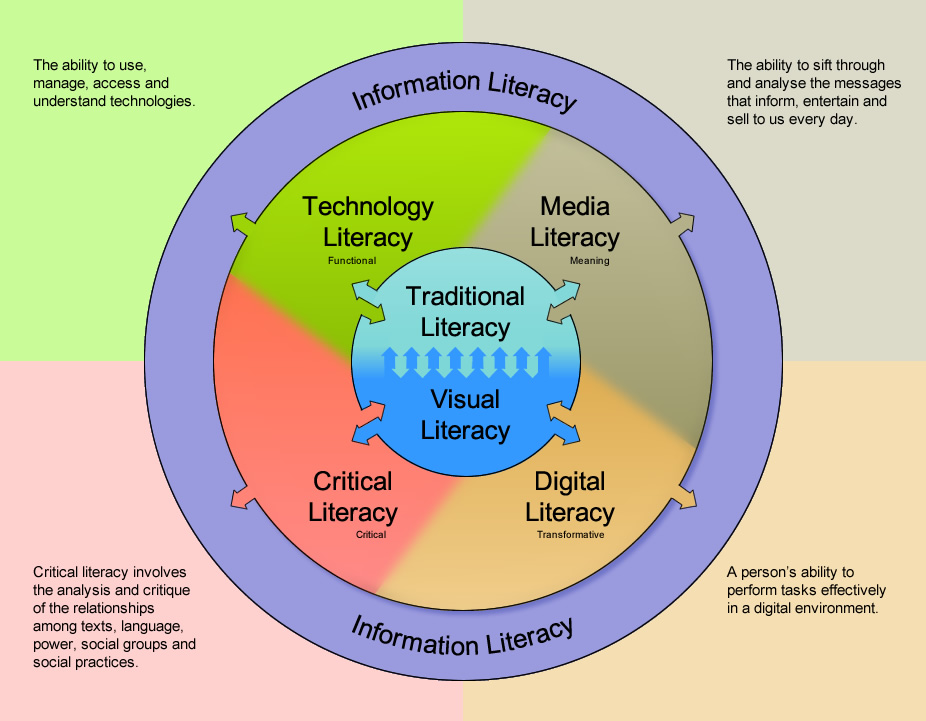 Information Literacy
The ability to use,
manage, access and
understand technologies.
The ability to sift through
and analyse the messages
that inform, entertain and
sell to us every day.
Technology
Literacy
Functional
Media
Literacy
Meaning
Traditional
Literacy
Visual
Literacy
Critical
Literacy
Critical
Digital
Literacy
Transformative
Critical literacy involves
the analysis and critique
of the relationships
among texts, language,
power, social groups and
social practices.
A person’s ability to
perform tasks effectively
in a digital environment.
Information Literacy